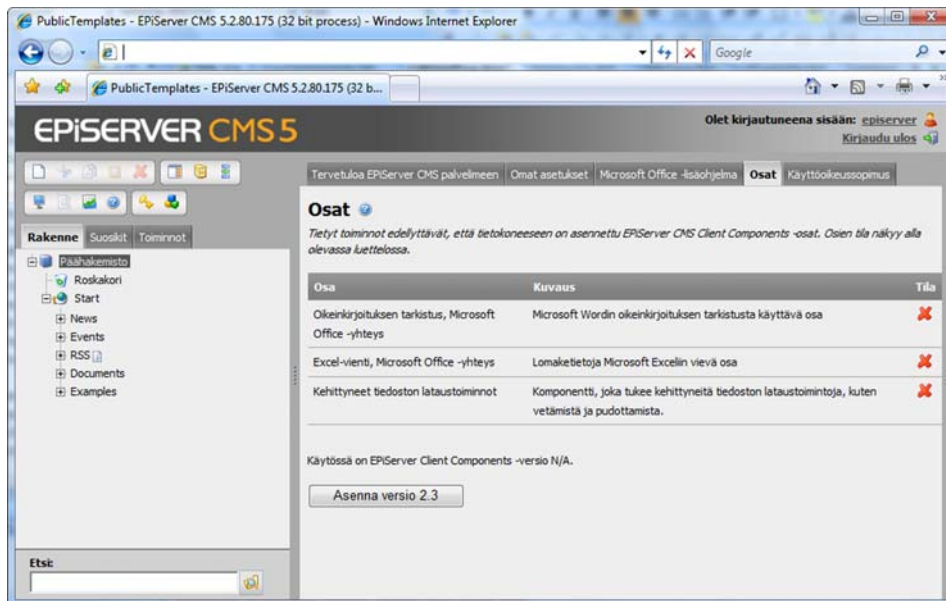 PublicTemplates - EPiServer CMS 5.2.80.175 (32 bit process) - Windows Internet Explorer
Google
PublicTemplates - EPiServer CMS 5.2.80.175 (32 b...
EPiSERVER CMS 5
Olet kirjautuneena sisään: episerver
Kirjaudu ulos
Tervetuloa EPiServer CMS palvelimeen Omat asetukset Microsoft Office -lisäohjelma Osat Käyttöoikeussopimus
Rakenne Suosikit Toiminnot
Päähakemisto
Roskakori
Start
News
Events
RSS
Documents
Examples
Etsi:
Osat
Tietyt toiminnot edellyttävät, että tietokoneeseen on asennettu EPiServer CMS Client Components -osat. Osien tila näkyy alla
olevassa luettelossa.
Osa Kuvaus Tila
Oikeinkirjoituksen tarkistus, Microsoft Office -yhteys Microsoft Wordin oikeinkirjoituksen tarkistusta käyttävä osa
Excel-vienti, Microsoft Office -yhteys Lomaketietoja Microsoft Exceliin vievä osa
Kehittyneet tiedoston lataustoiminnot Komponentti, joka tukee kehittyneitä tiedoston lataustoimintoja, kuten
vetämistä ja pudottamista.
Käytössä on EPiServer Client Components -versio N/A.
Asenna versio 2.3